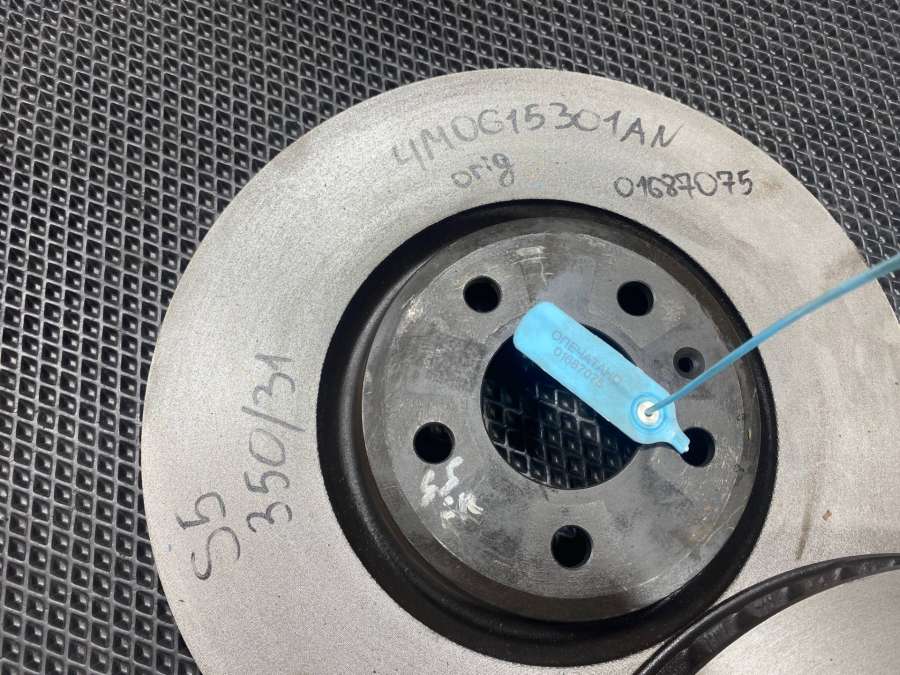 4M0615301AN
orig
01687075
ОПЕЧАТАНО
01687075
350/31
S5